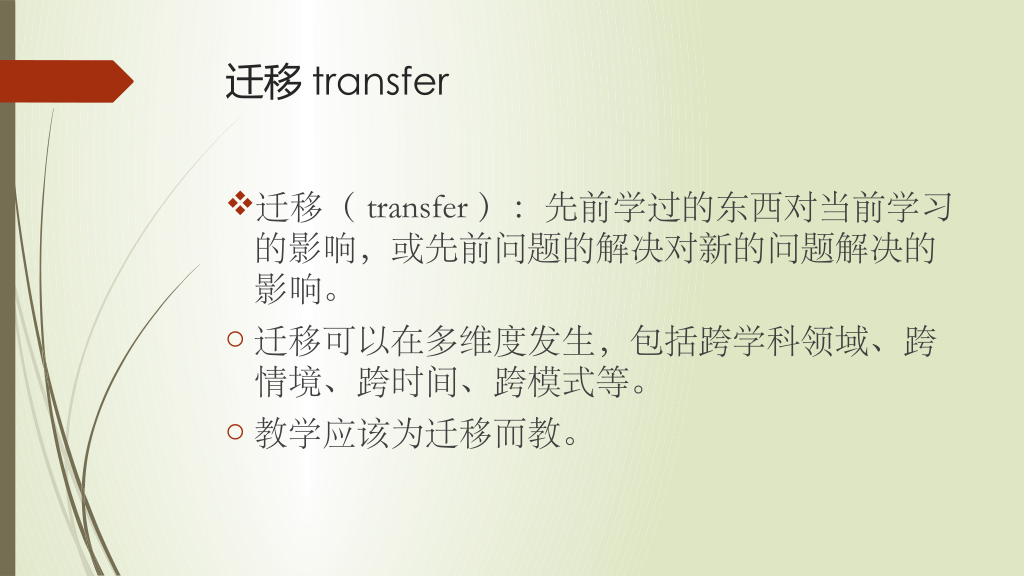 迁移 transfer
❖迁移（ transfer ）：先前学过的东西对当前学习
的影响，或先前问题的解决对新的问题解决的
影响。
○ 迁移可以在多维度发生，包括跨学科领域、跨
情境、跨时间、跨模式等。
○ 教学应该为迁移而教。